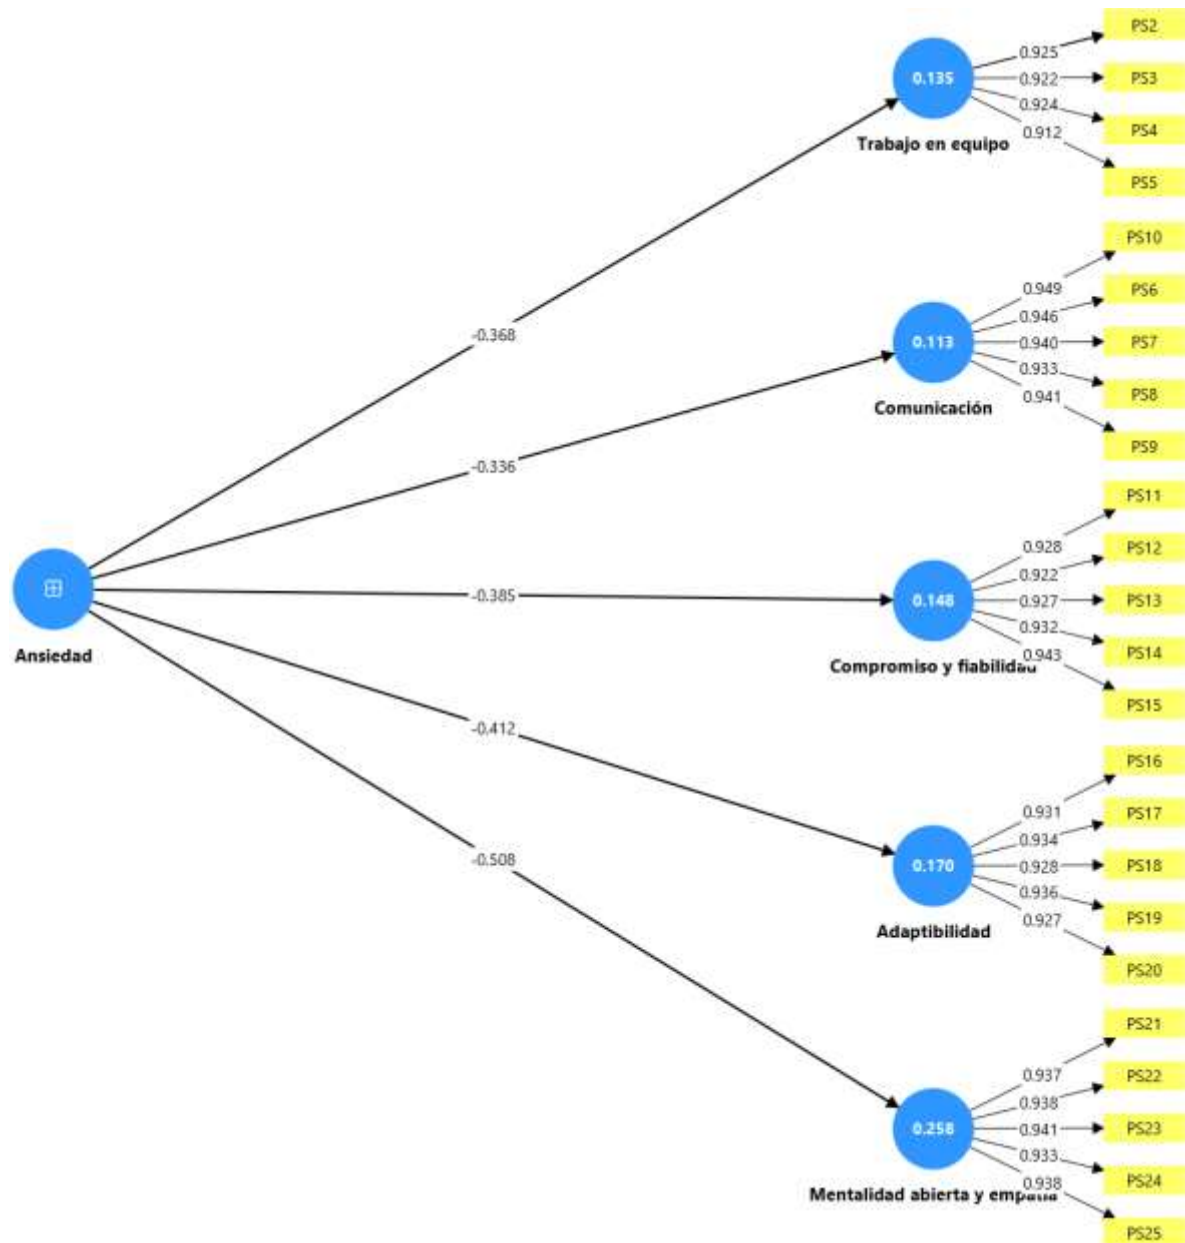 PS2
0.925
0.135
0.922
PS3
0.924
PS4
0.912
Trabajo en equipo
PS5
PS10
0.949
PS6
0.946
0.113
0.940
PS7
-0.368
0.933
PS8
0.941
Comunicación
PS9
-0.336
PS11
0.928
PS12
0.922
-0.385
0.148
0.927
PS13
0.932
PS14
0.943
Ansiedad
Compromiso y fiabilidad
PS15
-0.412
PS16
0.931
PS17
0.934
-0.508
0.170
0.928
PS18
0.936
PS19
0.927
Adaptibilidad
PS20
PS21
0.937
PS22
0.938
0.258
0.941
PS23
0.933
PS24
0.938
Mentalidad abierta y empatía
PS25